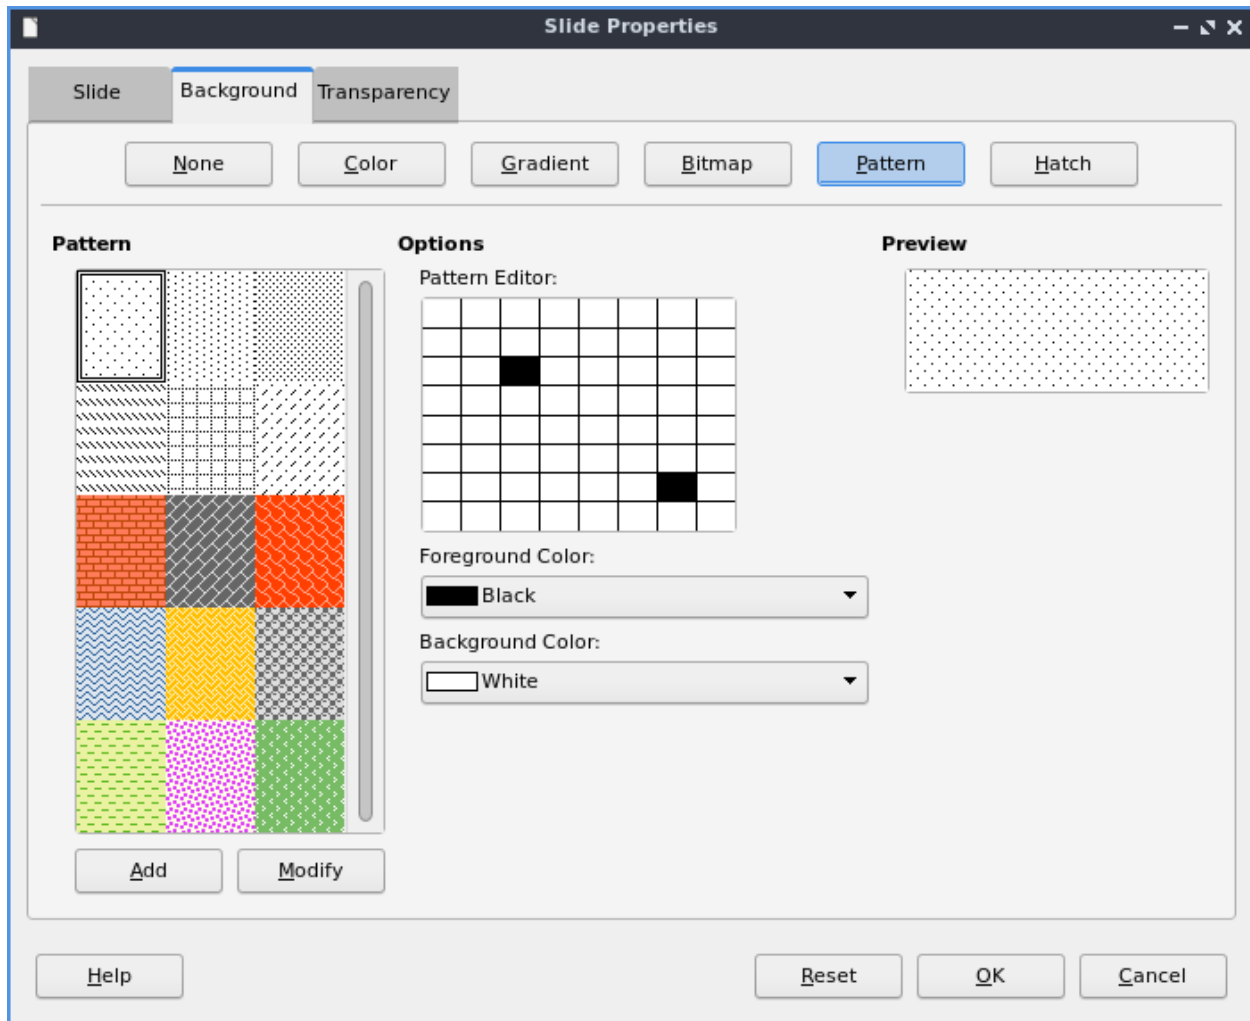 Slide Properties
Slide Background Transparency
None Color Gradient Bitmap Pattern Hatch
Pattern Options Preview
Pattern Editor:
Foreground Color:
Black
Background Color:
White
Add Modify
Help Reset OK Cancel